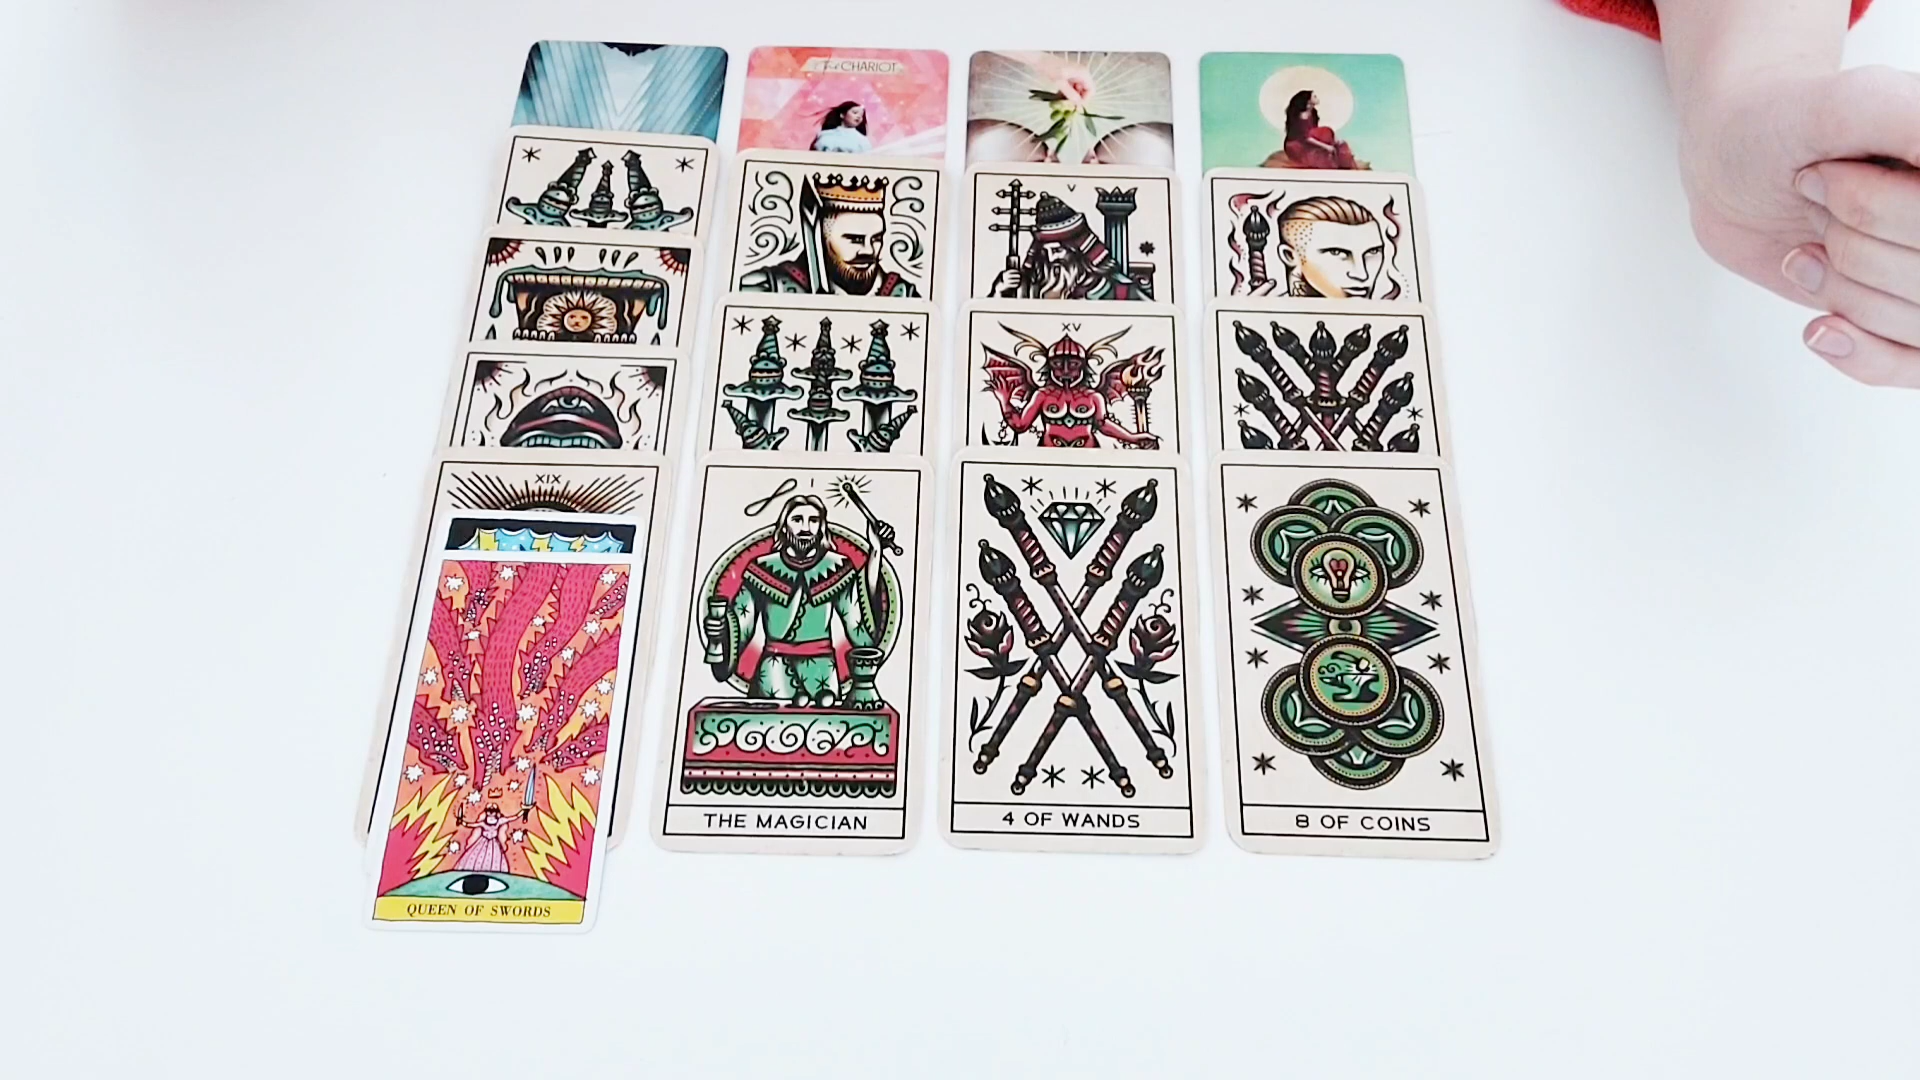 The CHARIOT
V
XV
XIX
I
THE MAGICIAN
4 OF WANDS
8 OF COINS
QUEEN OF SWORDS